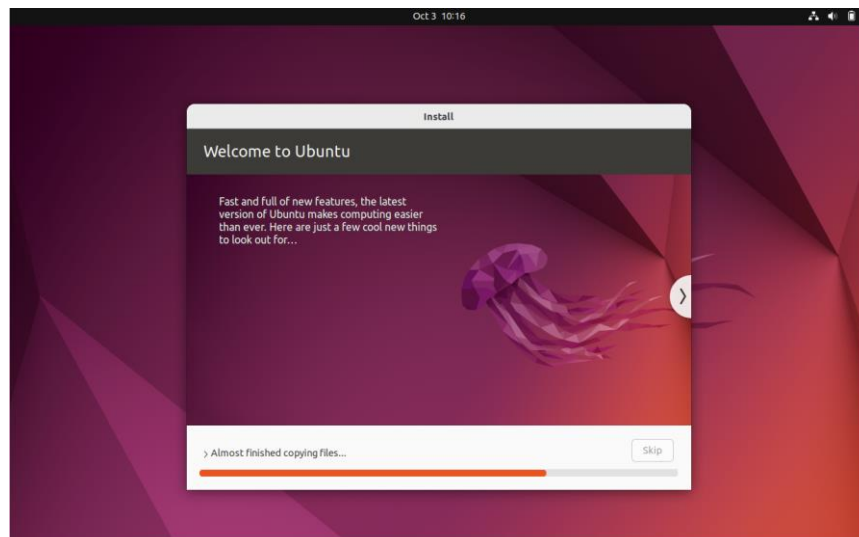 Oct 3 10:16
Install
Welcome to Ubuntu
Fast and full of new features, the latest
version of Ubuntu makes computing easier
than ever. Here are just a few cool new things
to look out for...
Almost finished copying files...
Skip